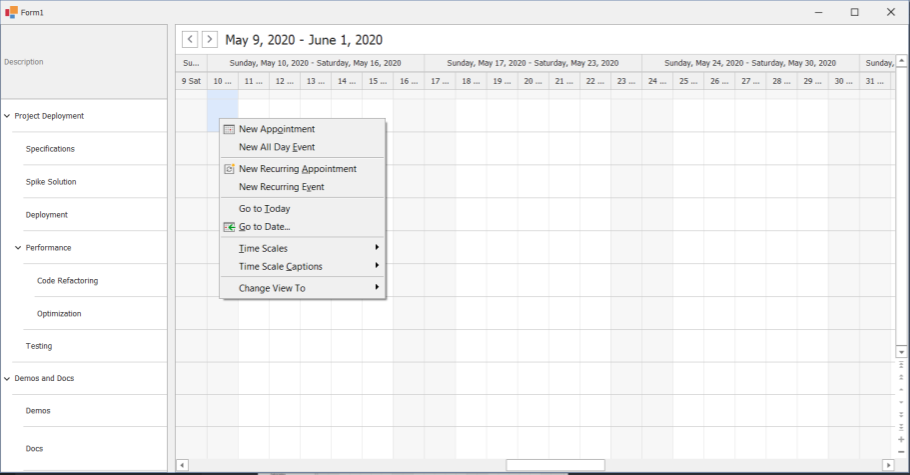 Form1
Description
May 9, 2020 - June 1, 2020
Su... Sunday, May 10, 2020 - Saturday, May 16, 2020 Sunday, May 17, 2020 - Saturday, May 23, 2020 Sunday, May 24, 2020 - Saturday, May 30, 2020 Sunday,
9 Sat 10 ... 11 ... 12 ... 13 ... 14 ... 15 ... 16 ... 17 ... 18 ... 19 ... 20 ... 21 ... 22 ... 23 ... 24 ... 25 ... 26 ... 27 ... 28 ... 29 ... 30 ... 31 ...
Project Deployment
Specifications
Spike Solution
Deployment
Performance
Code Refactoring
Optimization
Testing
Demos and Docs
Demos
Docs
New Appointment
New All Day Event
New Recurring Appointment
New Recurring Event
Go to Today
Go to Date...
Time Scales
Time Scale Captions
Change View To